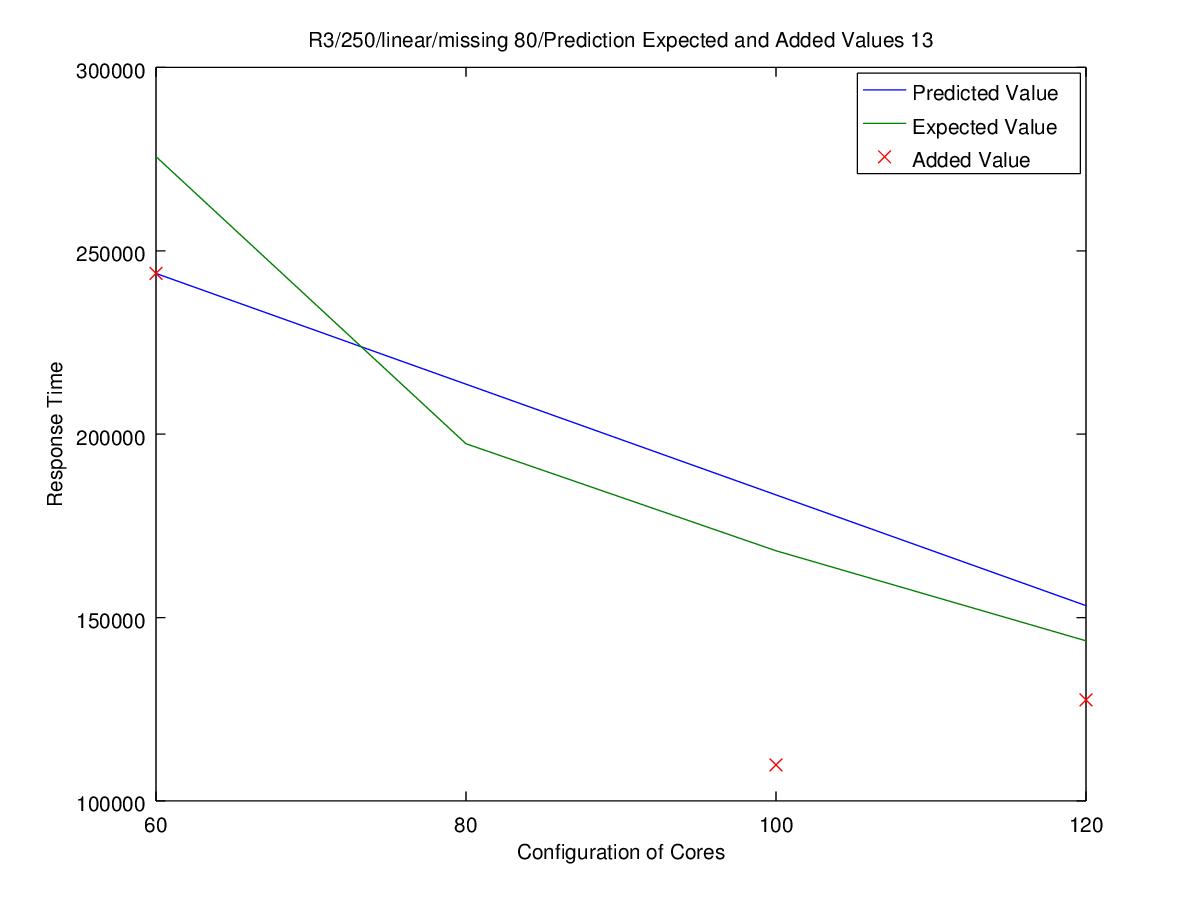 R3/250/linear/missing 80/Prediction Expected and Added Values 13
300000
250000
200000
150000
100000
Response Time
Predicted Value
Expected Value
Added Value
60 80 100 120
Configuration of Cores